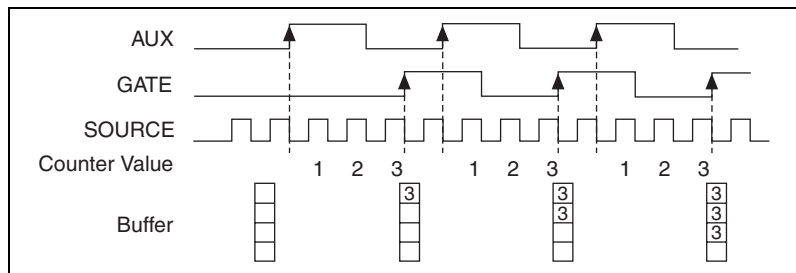 AUX
GATE
SOURCE
Counter Value 1 2 3 1 2 3 1 2 3
Buffer
3 3 3
3 3
3